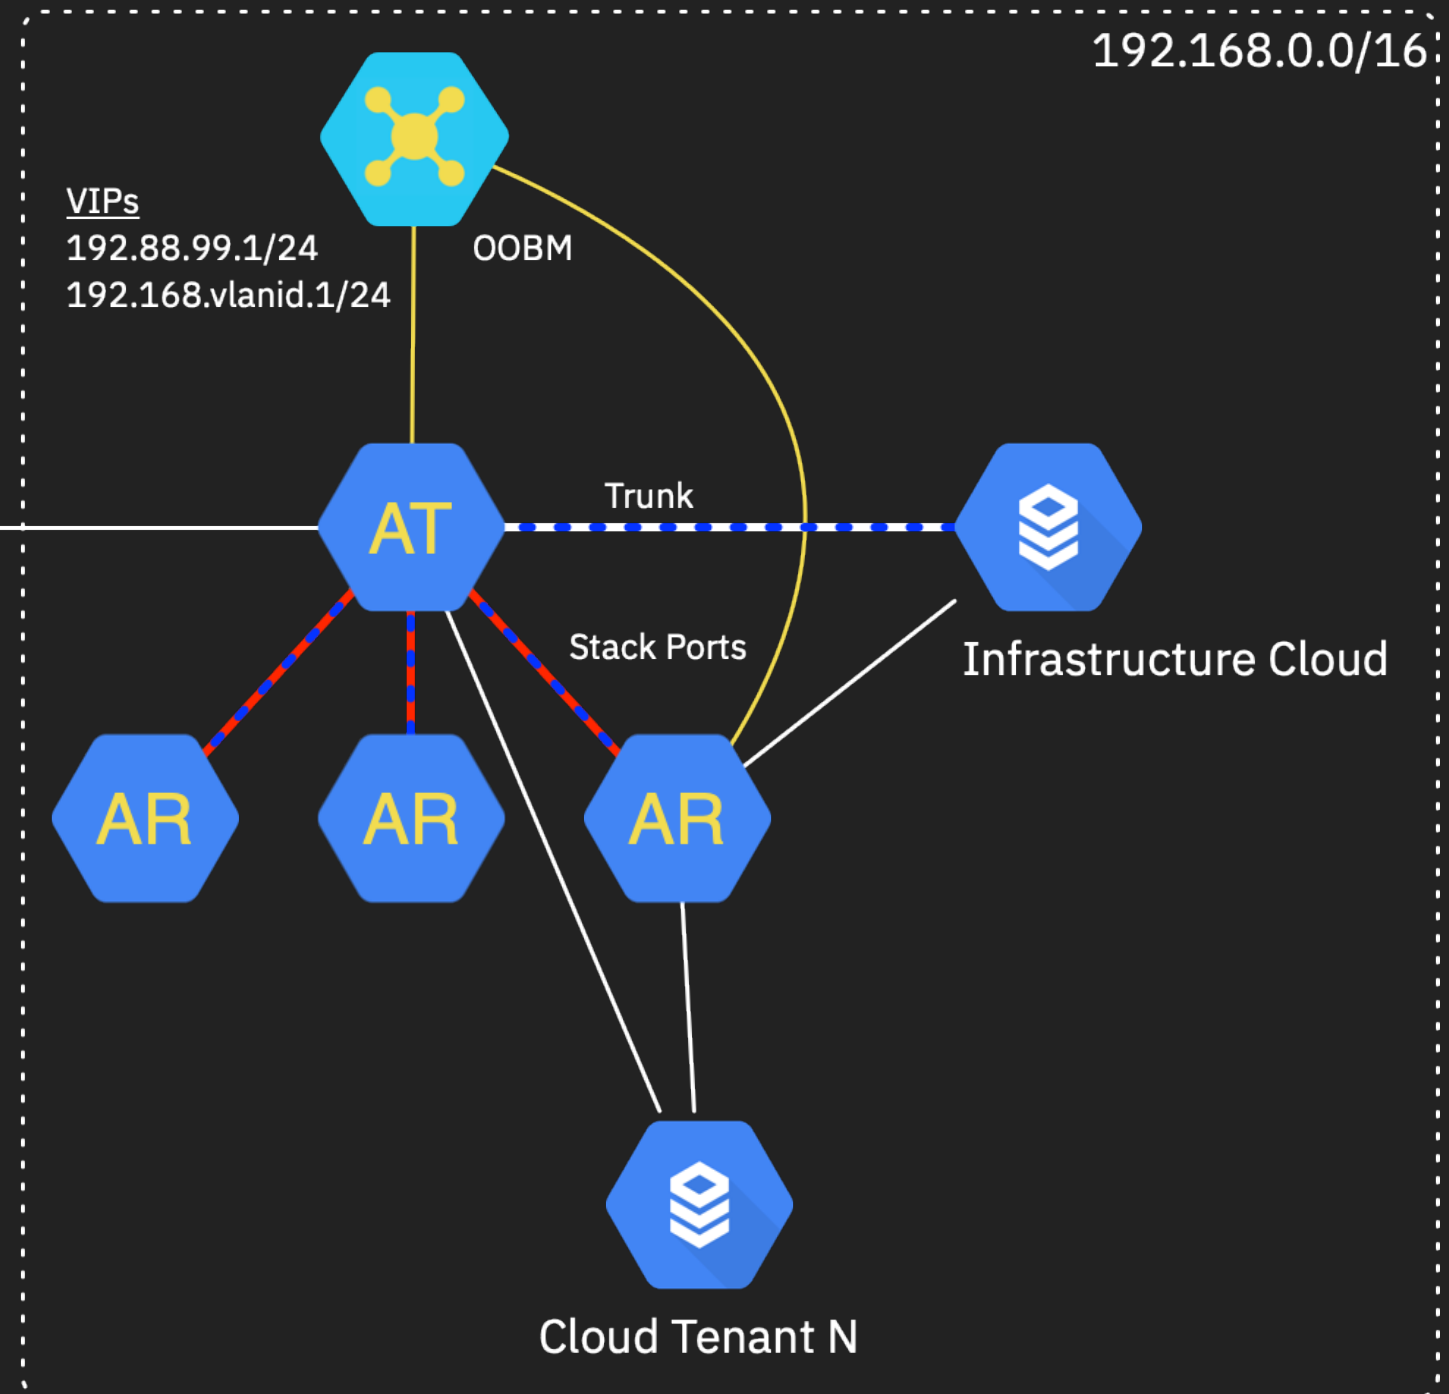 192.168.0.0/16
VIPs
192.88.99.1/24
192.168.vlanid.1/24
OOBM
Trunk
AT
Stack Ports
Infrastructure Cloud
AR
AR
AR
Cloud Tenant N